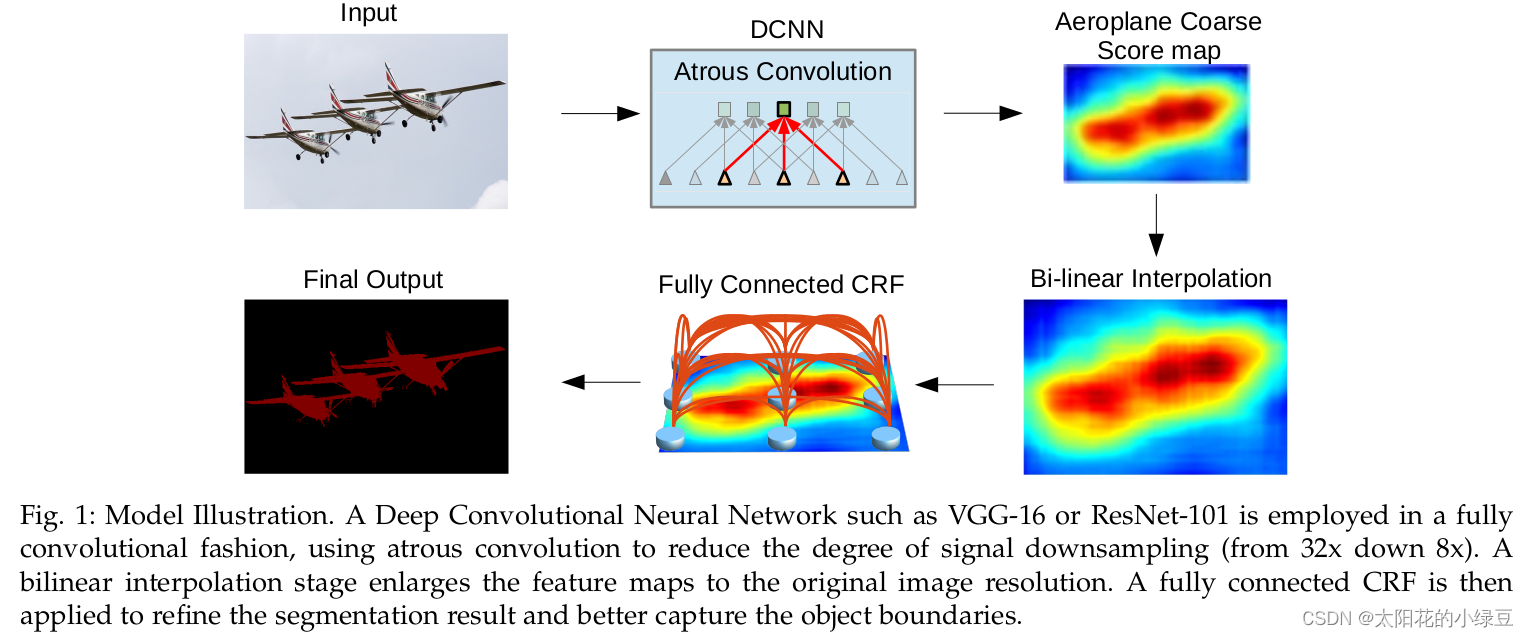 Input
DCNN
Atrous Convolution
Aeroplane Coarse
Score map
Bi-linear Interpolation
Fully Connected CRF
Final Output
Fig. 1: Model Illustration. A Deep Convolutional Neural Network such as VGG-16 or ResNet-101 is employed in a fully
convolutional fashion, using atrous convolution to reduce the degree of signal downsampling (from 32x down 8x). A
bilinear interpolation stage enlarges the feature maps to the original image resolution. A fully connected CRF is then
applied to refine the segmentation result and better capture the object boundaries.
CSDN @太阳花的小绿豆